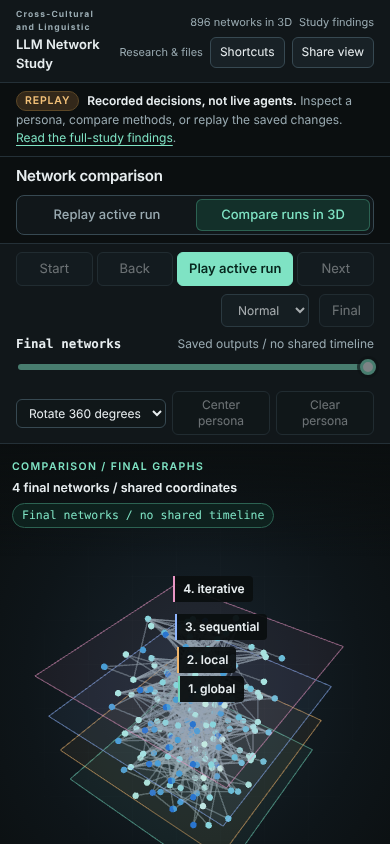 Cross-Cultural
and Linguistic
LLM Network
Study
896 networks in 3D Study findings
Research & files
Shortcuts
Share view
REPLAY Recorded decisions, not live agents. Inspect a
persona, compare methods, or replay the saved changes.
Read the full-study findings.
Network comparison
Replay active run
Compare runs in 3D
Start
Back
Play active run
Next
Normal
Final
Final networks
Saved outputs / no shared timeline
Rotate 360 degrees
Center
persona
Clear
persona
COMPARISON / FINAL GRAPHS
4 final networks / shared coordinates
Final networks / no shared timeline
4. iterative
3. sequential
2. local
1. global